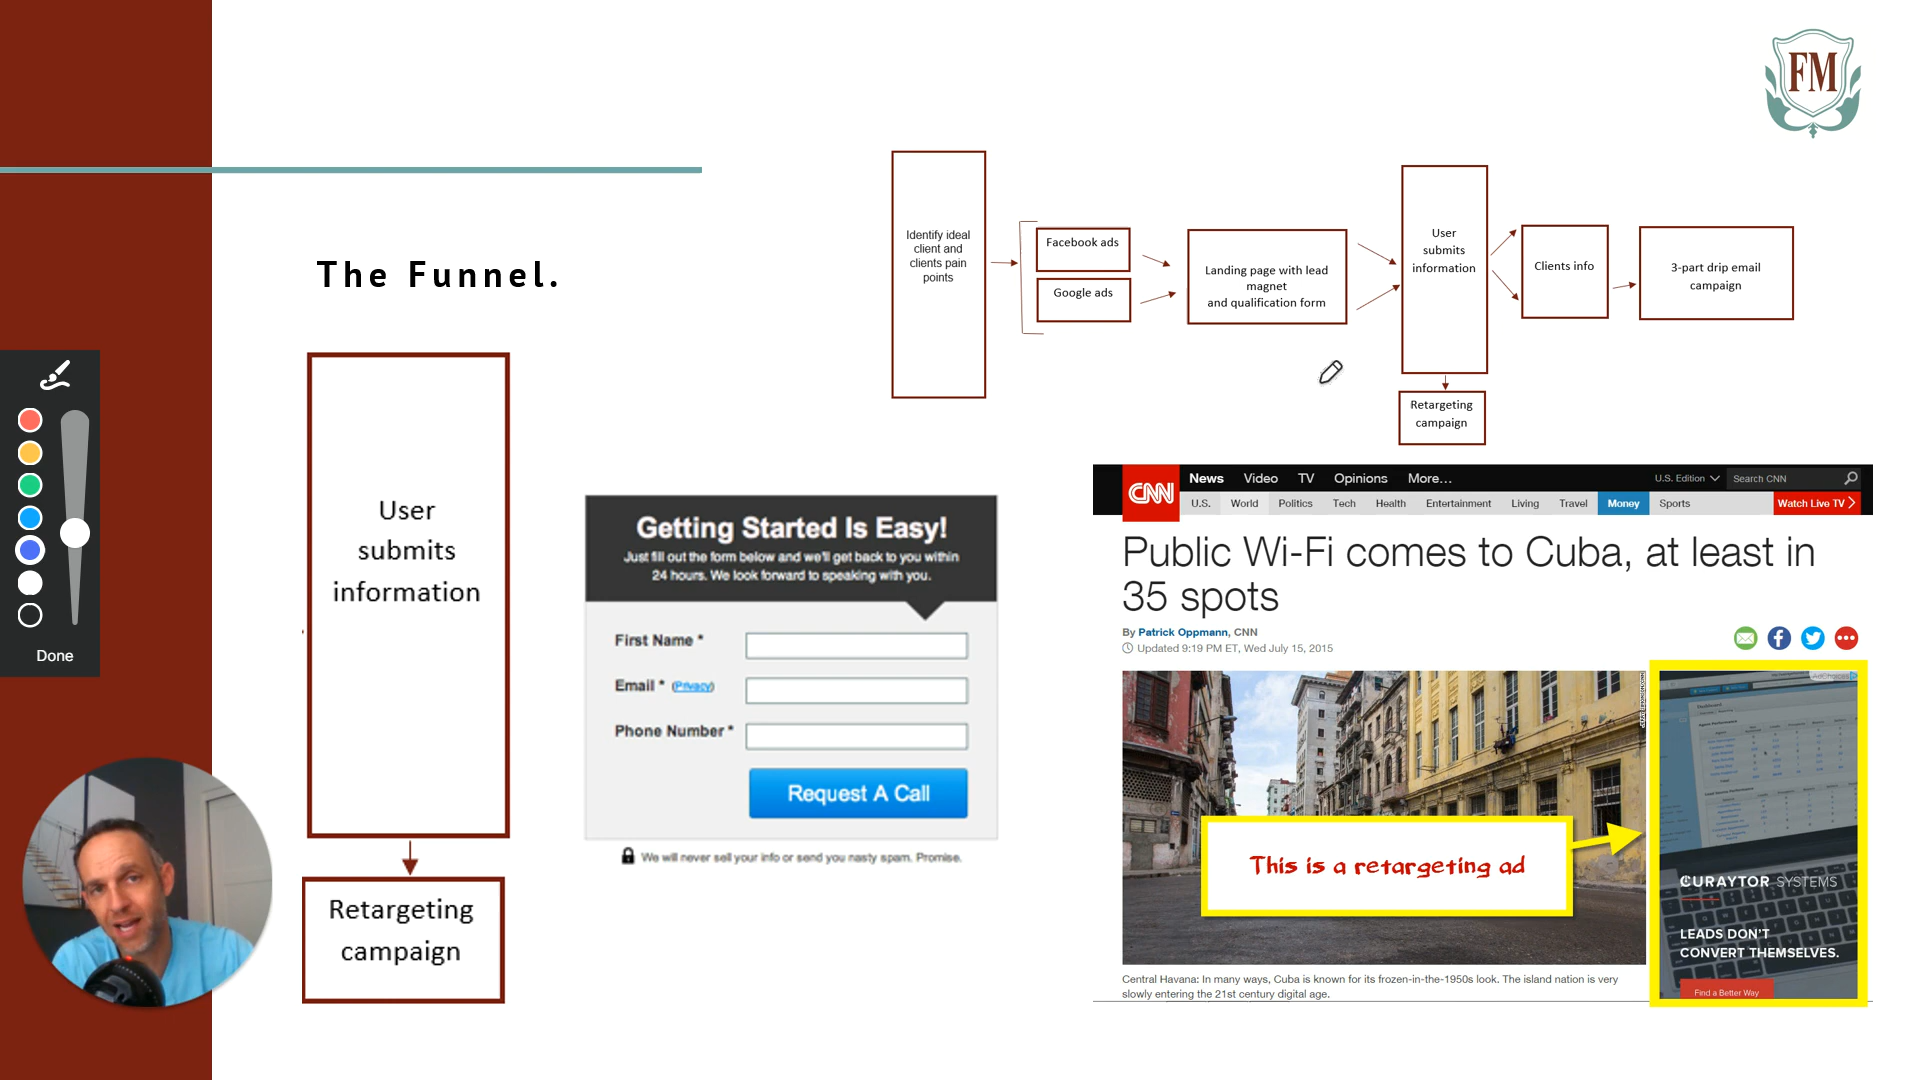 FM
The Funnel.
Identify ideal
client and
clients pain
points
Facebook ads
Google ads
Landing page with lead
magnet
and qualification form
User
submits
information
Clients info
3-part drip email
campaign
Retargeting
campaign
Done
User
submits
information
Retargeting
campaign
Getting Started Is Easy!
Just fill out the form below and we'll get back to you within
24 hours. We look forward to speaking with you.
First Name *
Email * (Privacy)
Phone Number *
Request A Call
We will never sell your info or send you nasty spam. Promise.
CNN
News Video TV Opinions More...
U.S. Edition Search CNN
U.S. World Politics Tech Health Entertainment Living Travel Money Sports Watch Live TV
Public Wi-Fi comes to Cuba, at least in
35 spots
By Patrick Oppmann, CNN
Updated 9:19 PM ET, Wed July 15, 2015
AdChoices
This is a retargeting ad
CURAYTOR SYSTEMS
LEADS DON'T
CONVERT THEMSELVES.
Find a Better Way
Central Havana: In many ways, Cuba is known for its frozen-in-the-1950s look. The island nation is very
slowly entering the 21st century digital age.